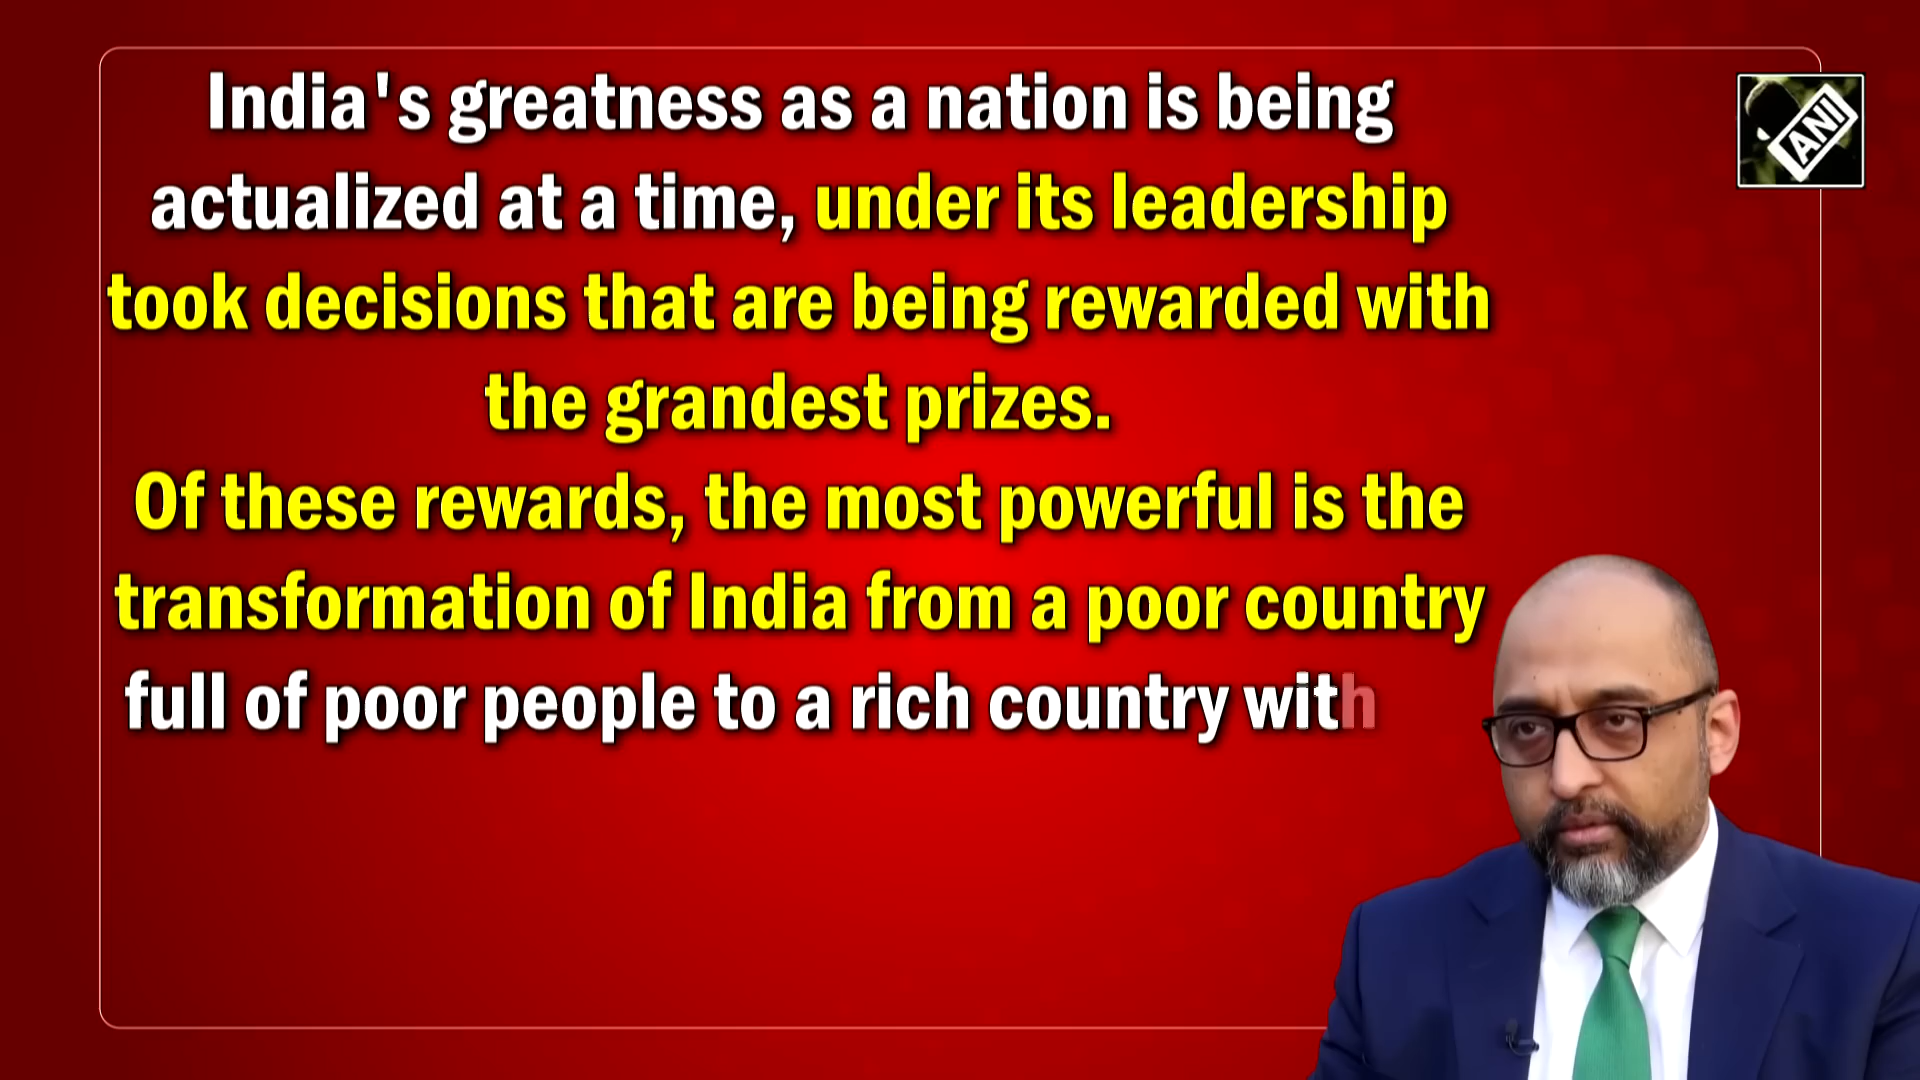 India's greatness as a nation is being
actualized at a time, under its leadership
took decisions that are being rewarded with
the grandest prizes.
Of these rewards, the most powerful is the
transformation of India from a poor country
full of poor people to a rich country with
ANI